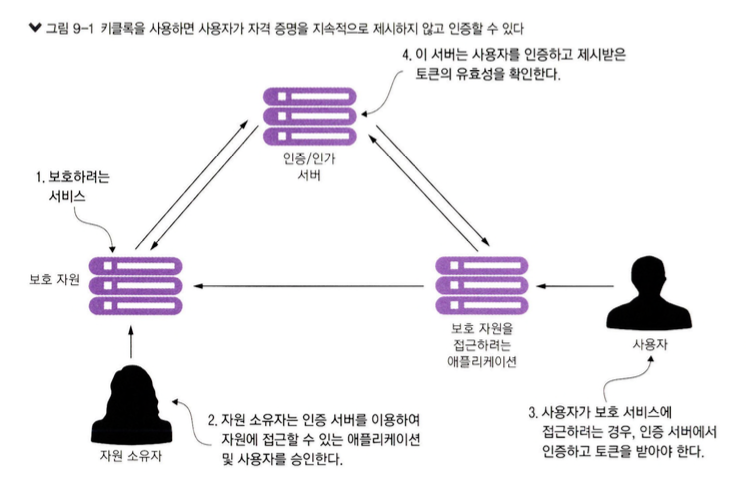 ❤ 그림 9-1 키클록을 사용하면 사용자가 자격 증명을 지속적으로 제시하지 않고 인증할 수 있다
4. 이 서버는 사용자를 인증하고 제시받은
토큰의 유효성을 확인한다.
인증/인가
서버
1. 보호하려는
서비스
보호 자원
보호 자원을
접근하려는
애플리케이션
사용자
2. 자원 소유자는 인증 서버를 이용하여
자원에 접근할 수 있는 애플리케이션
및 사용자를 승인한다.
자원 소유자
3. 사용자가 보호 서비스에
접근하려는 경우, 인증 서버에서
인증하고 토큰을 받아야 한다.